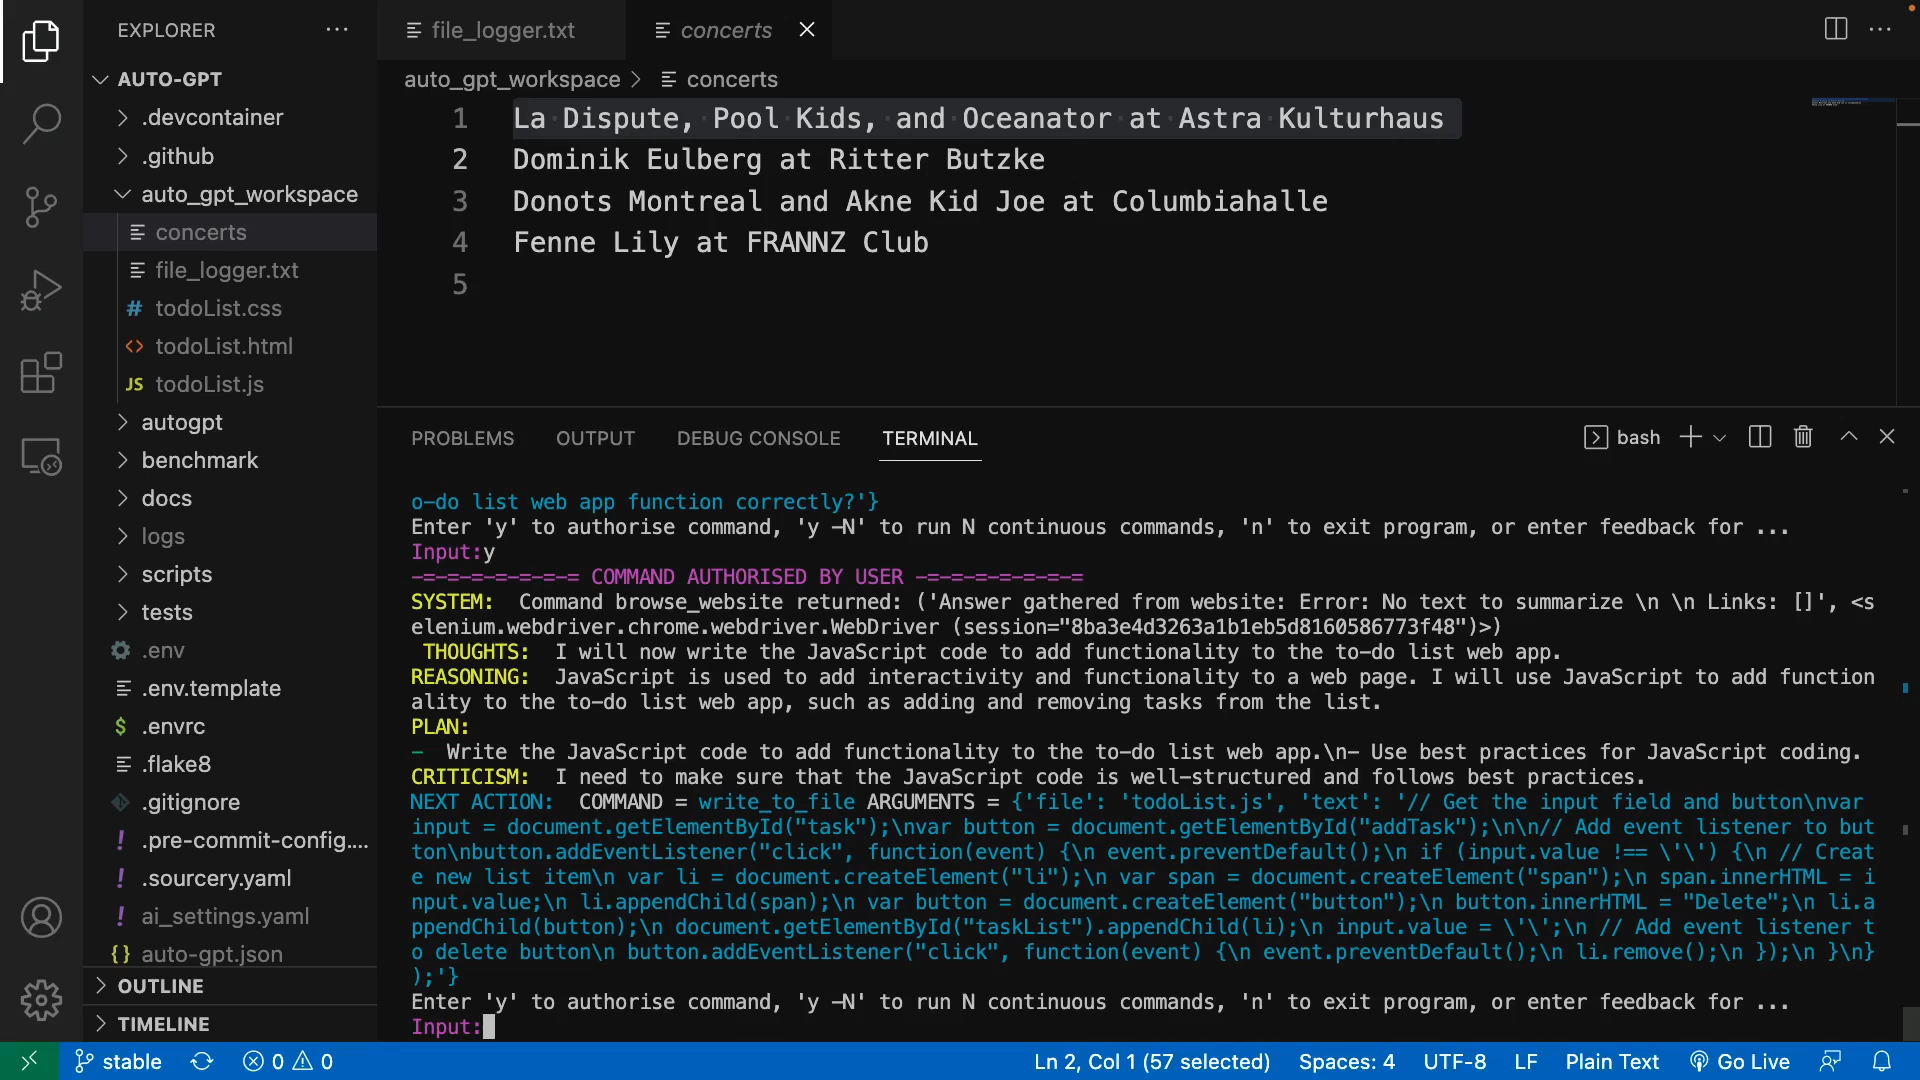 EXPLORER
AUTO-GPT
.devcontainer
.github
auto_gpt_workspace
concerts
file_logger.txt
# todoList.css
<> todoList.html
JS todoList.js
autogpt
benchmark
docs
logs
scripts
tests
.env
.env.template
$ .envrc
.flake8
.gitignore
! .pre-commit-config....
! .sourcery.yaml
! ai_settings.yaml
{} auto-gpt.json
OUTLINE
TIMELINE
file_logger.txt
concerts
auto_gpt_workspace > concerts
1 La Dispute, Pool Kids, and Oceanator at Astra Kulturhaus
2 Dominik Eulberg at Ritter Butzke
3 Donots Montreal and Akne Kid Joe at Columbiahalle
4 Fenne Lily at FRANNZ Club
5
PROBLEMS OUTPUT DEBUG CONSOLE TERMINAL
bash
o-do list web app function correctly?'}
Enter 'y' to authorise command, 'y -N' to run N continuous commands, 'n' to exit program, or enter feedback for ...
Input:y
-=-=-=-=-=-=-= COMMAND AUTHORISED BY USER -=-=-=-=-=-=-=
SYSTEM:  Command browse_website returned: ('Answer gathered from website: Error: No text to summarize \n \n Links: []', <s
elenium.webdriver.chrome.webdriver.WebDriver (session="8ba3e4d3263a1b1eb5d8160586773f48")>)
THOUGHTS:  I will now write the JavaScript code to add functionality to the to-do list web app.
REASONING:  JavaScript is used to add interactivity and functionality to a web page. I will use JavaScript to add function
ality to the to-do list web app, such as adding and removing tasks from the list.
PLAN:
-  Write the JavaScript code to add functionality to the to-do list web app.\n- Use best practices for JavaScript coding.
CRITICISM:  I need to make sure that the JavaScript code is well-structured and follows best practices.
NEXT ACTION:  COMMAND = write_to_file ARGUMENTS = {'file': 'todoList.js', 'text': '// Get the input field and button\nvar
input = document.getElementById("task");\nvar button = document.getElementById("addTask");\n\n// Add event listener to but
ton\nbutton.addEventListener("click", function(event) {\n event.preventDefault();\n if (input.value !== \'\') {\n // Creat
e new list item\n var li = document.createElement("li");\n var span = document.createElement("span");\n span.innerHTML = i
nput.value;\n li.appendChild(span);\n var button = document.createElement("button");\n button.innerHTML = "Delete";\n li.a
ppendChild(button);\n document.getElementById("taskList").appendChild(li);\n input.value = \'\';\n // Add event listener t
o delete button\n button.addEventListener("click", function(event) {\n event.preventDefault();\n li.remove();\n });\n }\n}
);'}
Enter 'y' to authorise command, 'y -N' to run N continuous commands, 'n' to exit program, or enter feedback for ...
Input:
stable 0 0 Ln 2, Col 1 (57 selected) Spaces: 4 UTF-8 LF Plain Text Go Live